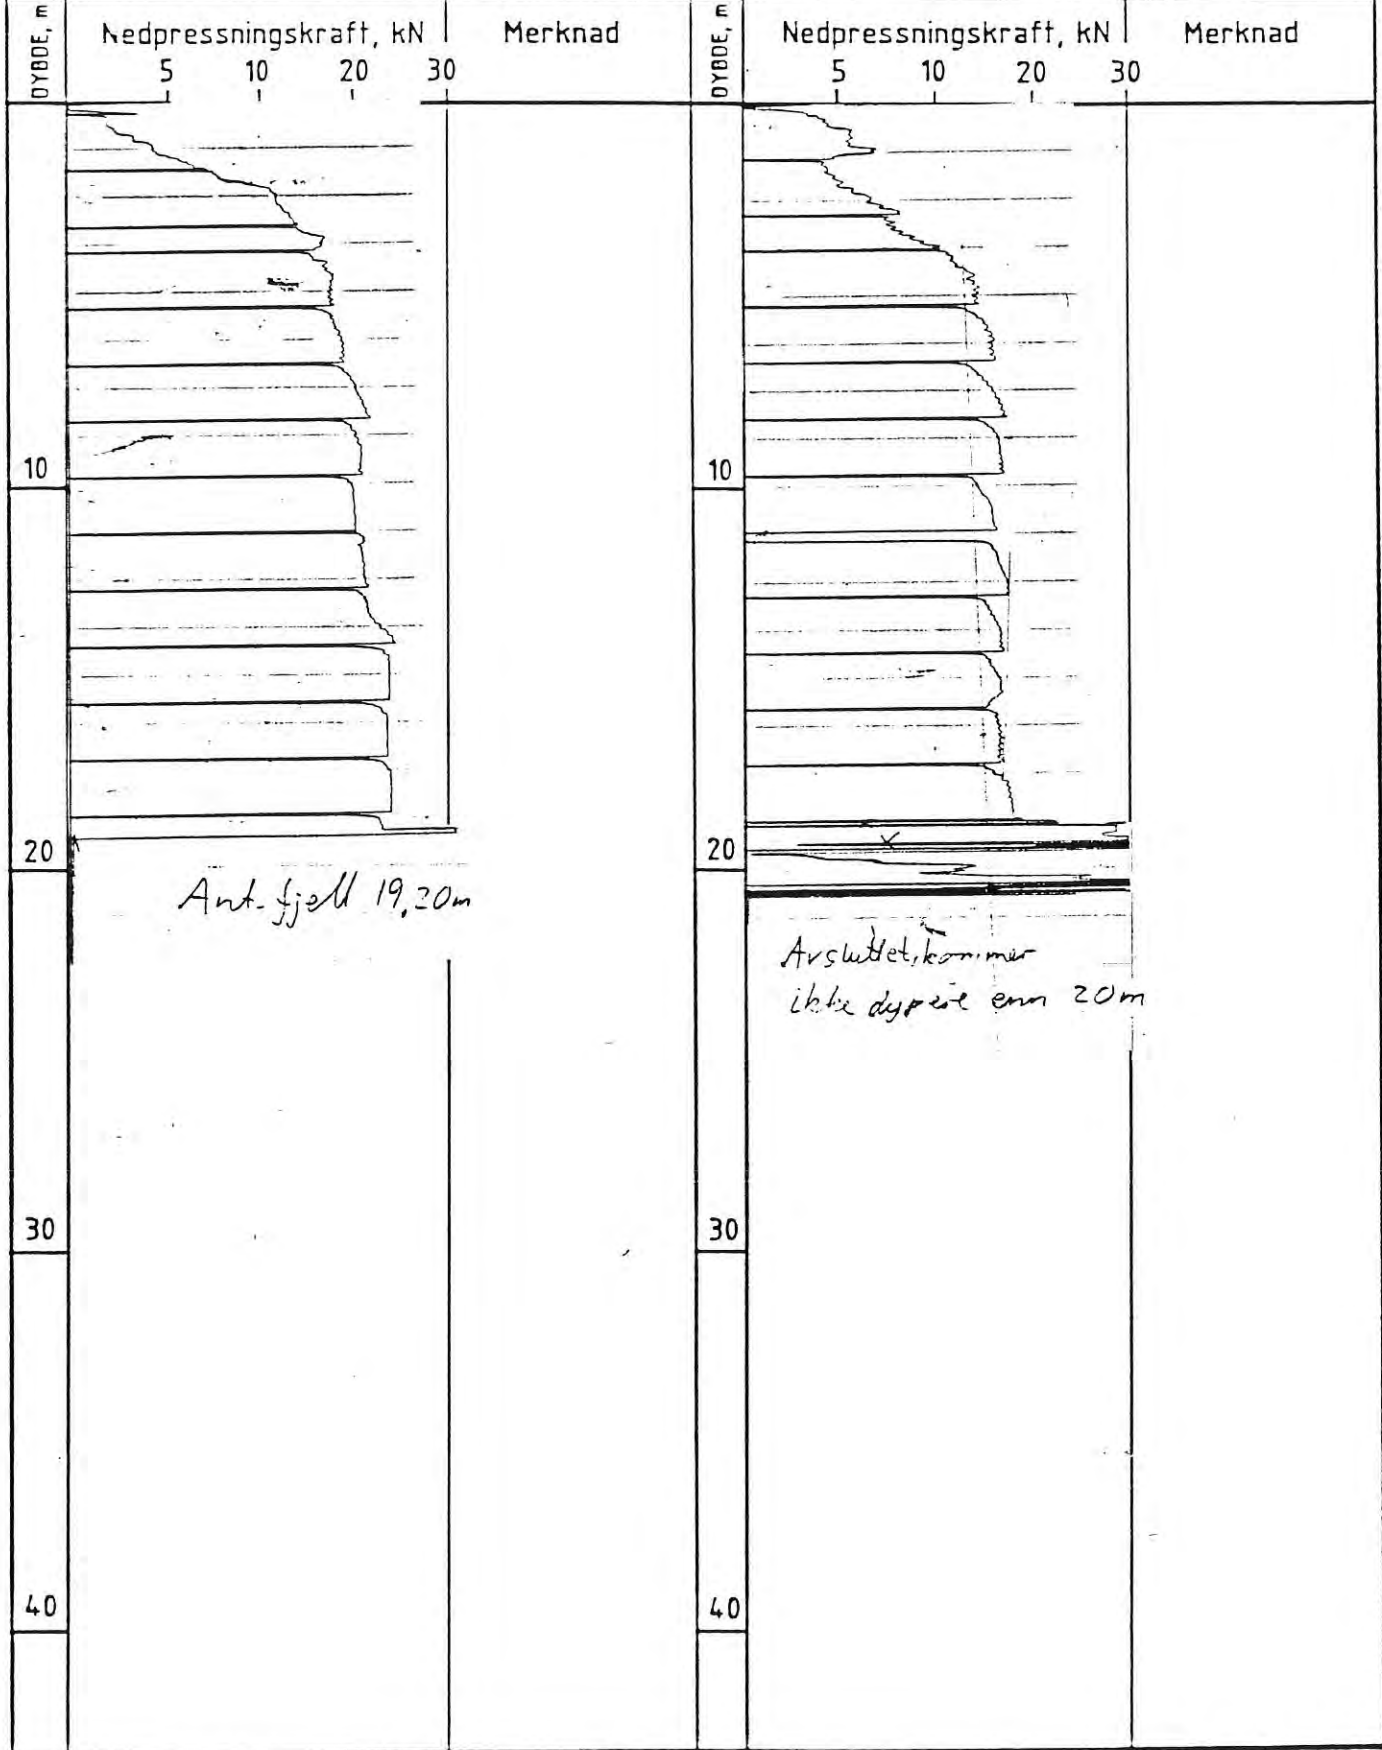 DYBDE, m
Nedpressningskraft, kN
Merknad
5 10 20 30
10
20
Ant. fjell 19,20m
30
40
DYBDE, m
Nedpressningskraft, kN
Merknad
5 10 20 30
10
20
Avsluttet, kommer
ikke dypere enn 20m
30
40